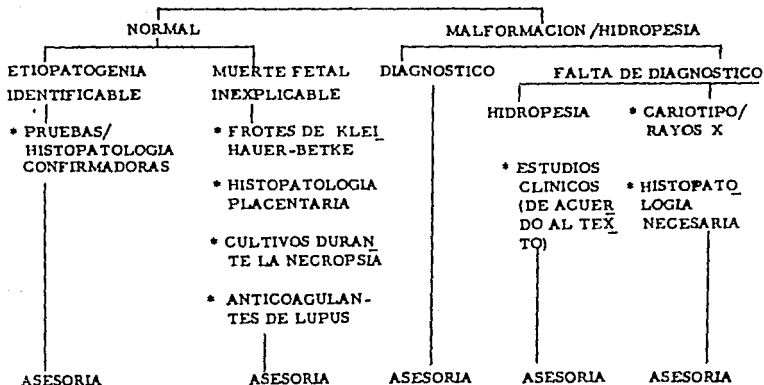 NORMAL
MALFORMACION/HIDROPESIA
ETIOPATOGENIA
IDENTIFICABLE
* PRUEBAS/
HISTOPATOLOGIA
CONFIRMADORAS
ASESORIA
MUERTE FETAL
INEXPLICABLE
* FROTES DE KLEI
HAUER-BETKE
* HISTOPATOLOGIA
PLACENTARIA
* CULTIVOS DURAN
TE LA NECROPSIA
* ANTICOAGULAN-
TES DE LUPUS
ASESORIA
DIAGNOSTICO
ASESORIA
FALTA DE DIAGNOSTICO
HIDROPESIA
* ESTUDIOS
CLINICOS
(DE ACUER
DO AL TEX
TO)
ASESORIA
* CARIOTIPO/
RAYOS X
* HISTOPATO
LOGIA
NECESARIA
ASESORIA